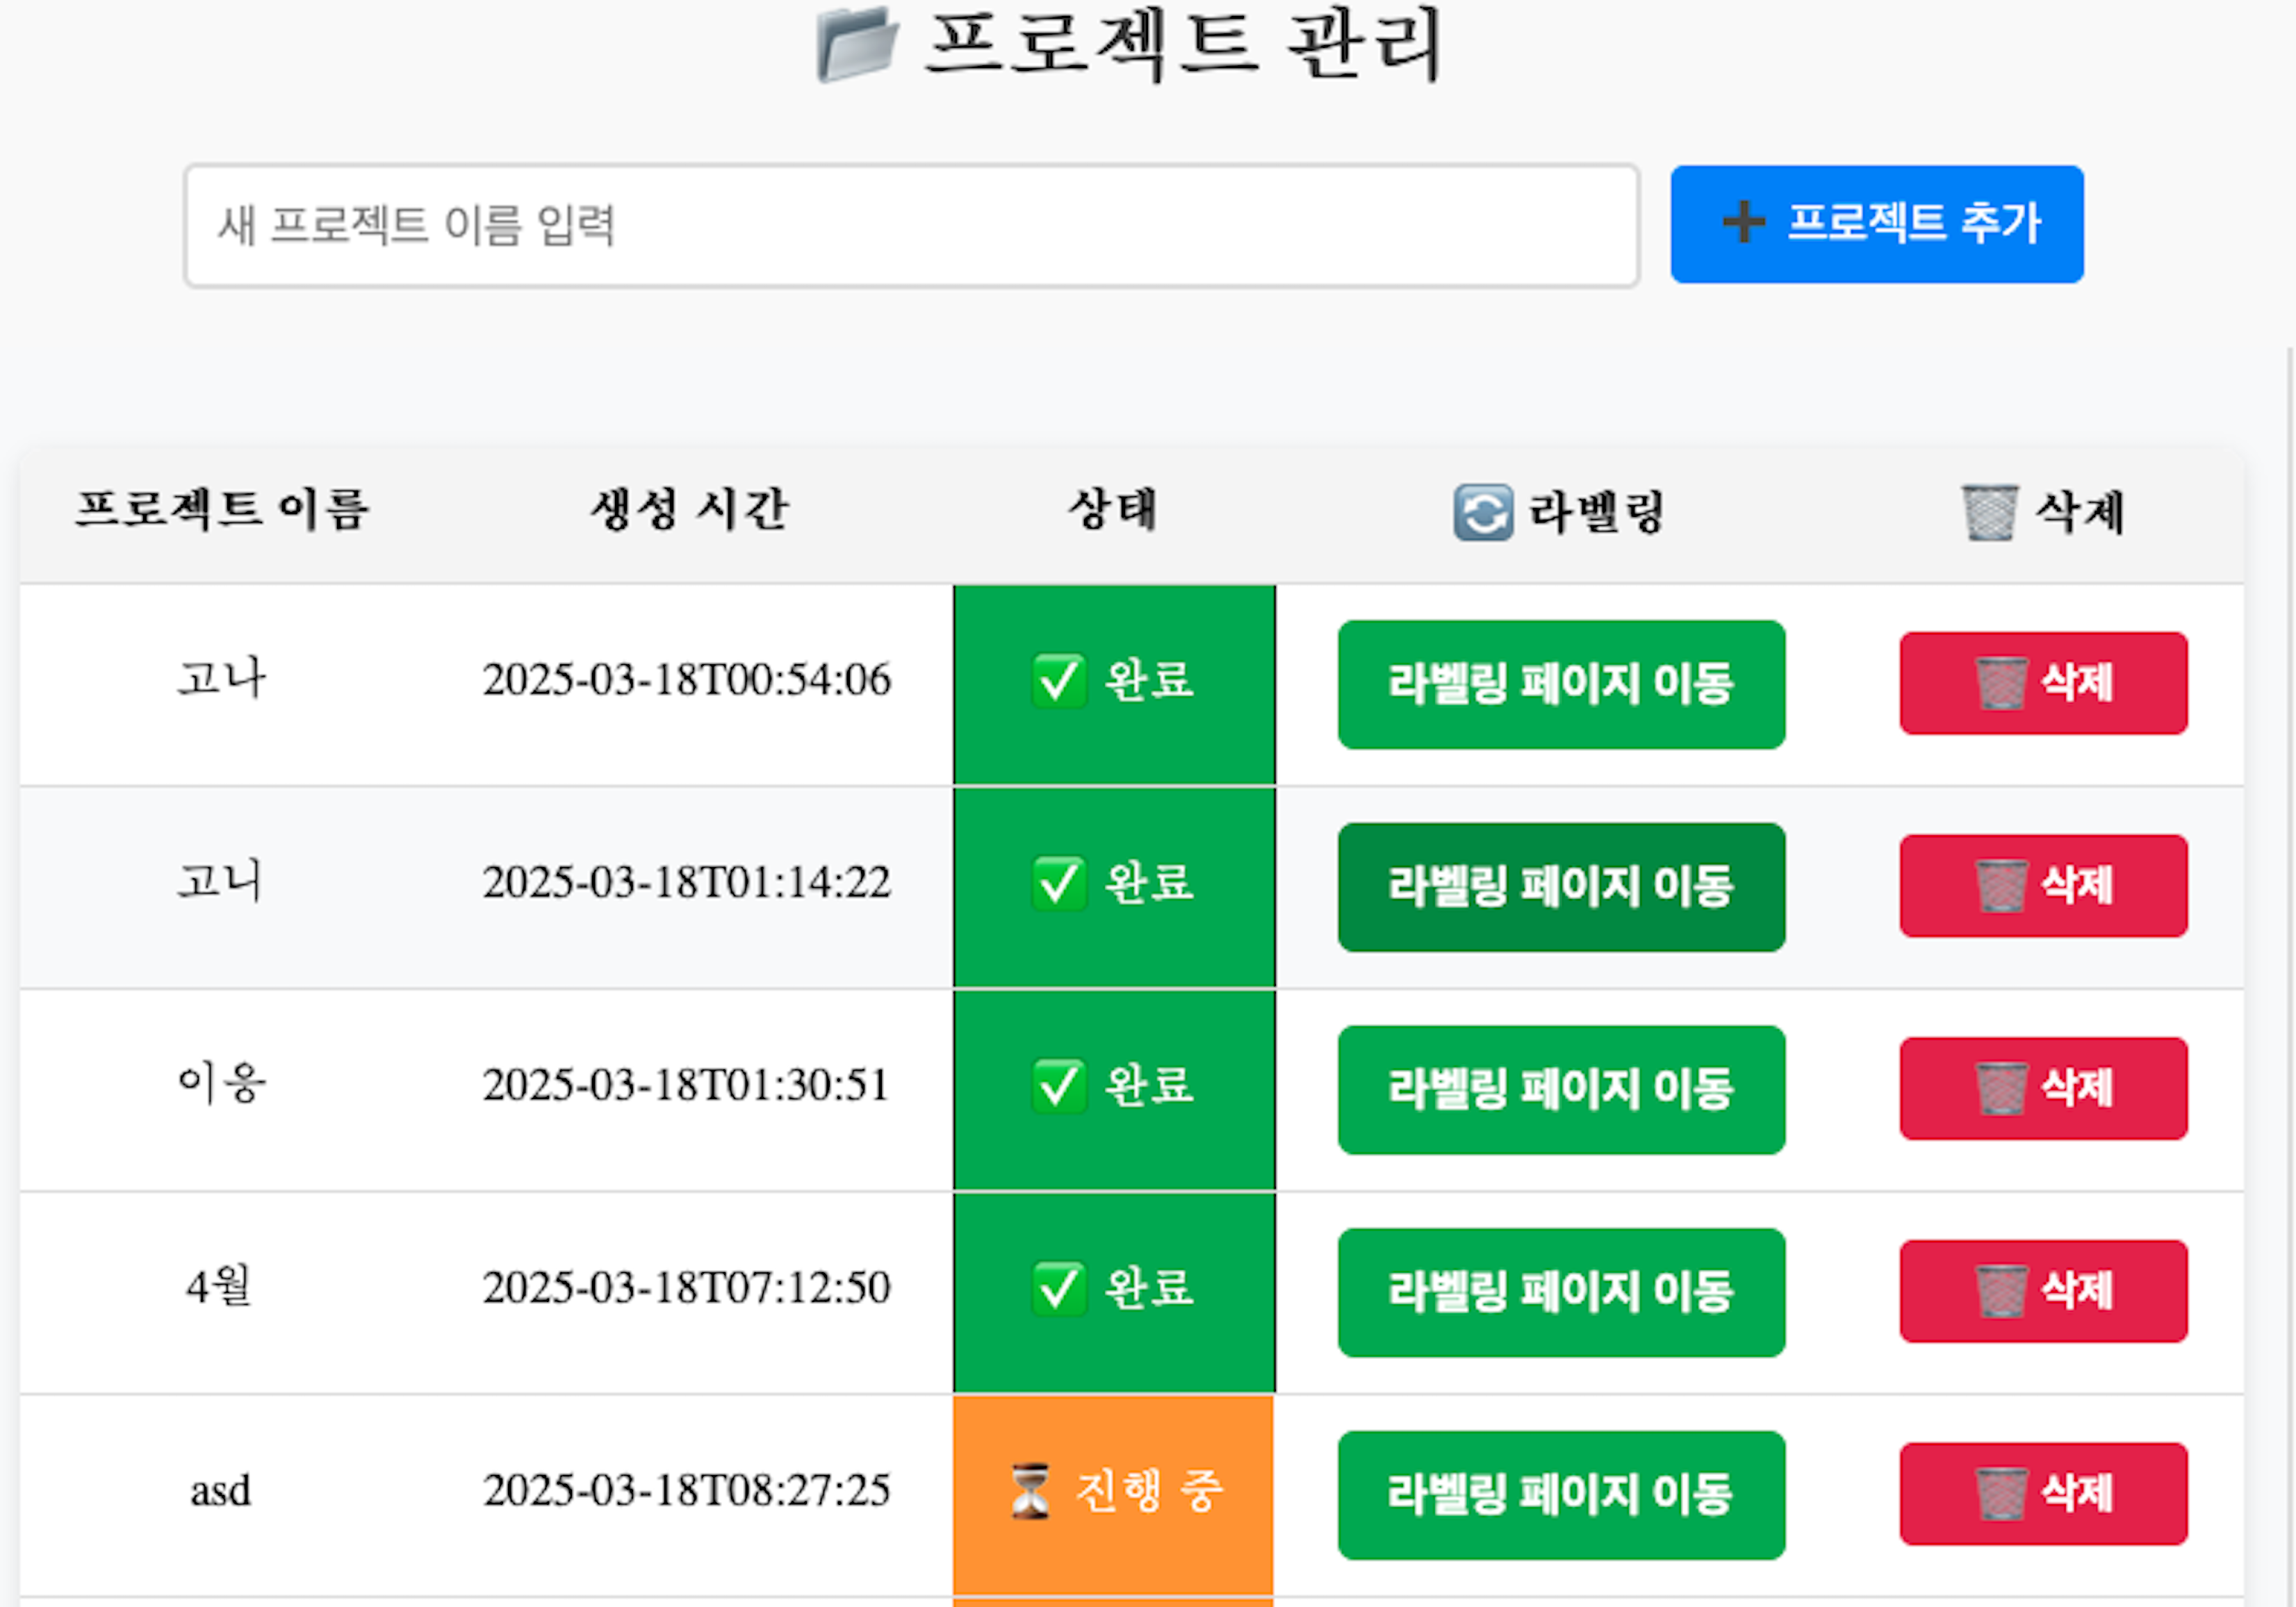 프로젝트 관리
새 프로젝트 이름 입력
프로젝트 추가
프로젝트 이름 생성 시간 상태 라벨링 삭제
고나 2025-03-18T00:54:06 완료 라벨링 페이지 이동 삭제
고니 2025-03-18T01:14:22 완료 라벨링 페이지 이동 삭제
이웅 2025-03-18T01:30:51 완료 라벨링 페이지 이동 삭제
4월 2025-03-18T07:12:50 완료 라벨링 페이지 이동 삭제
asd 2025-03-18T08:27:25 진행 중 라벨링 페이지 이동 삭제